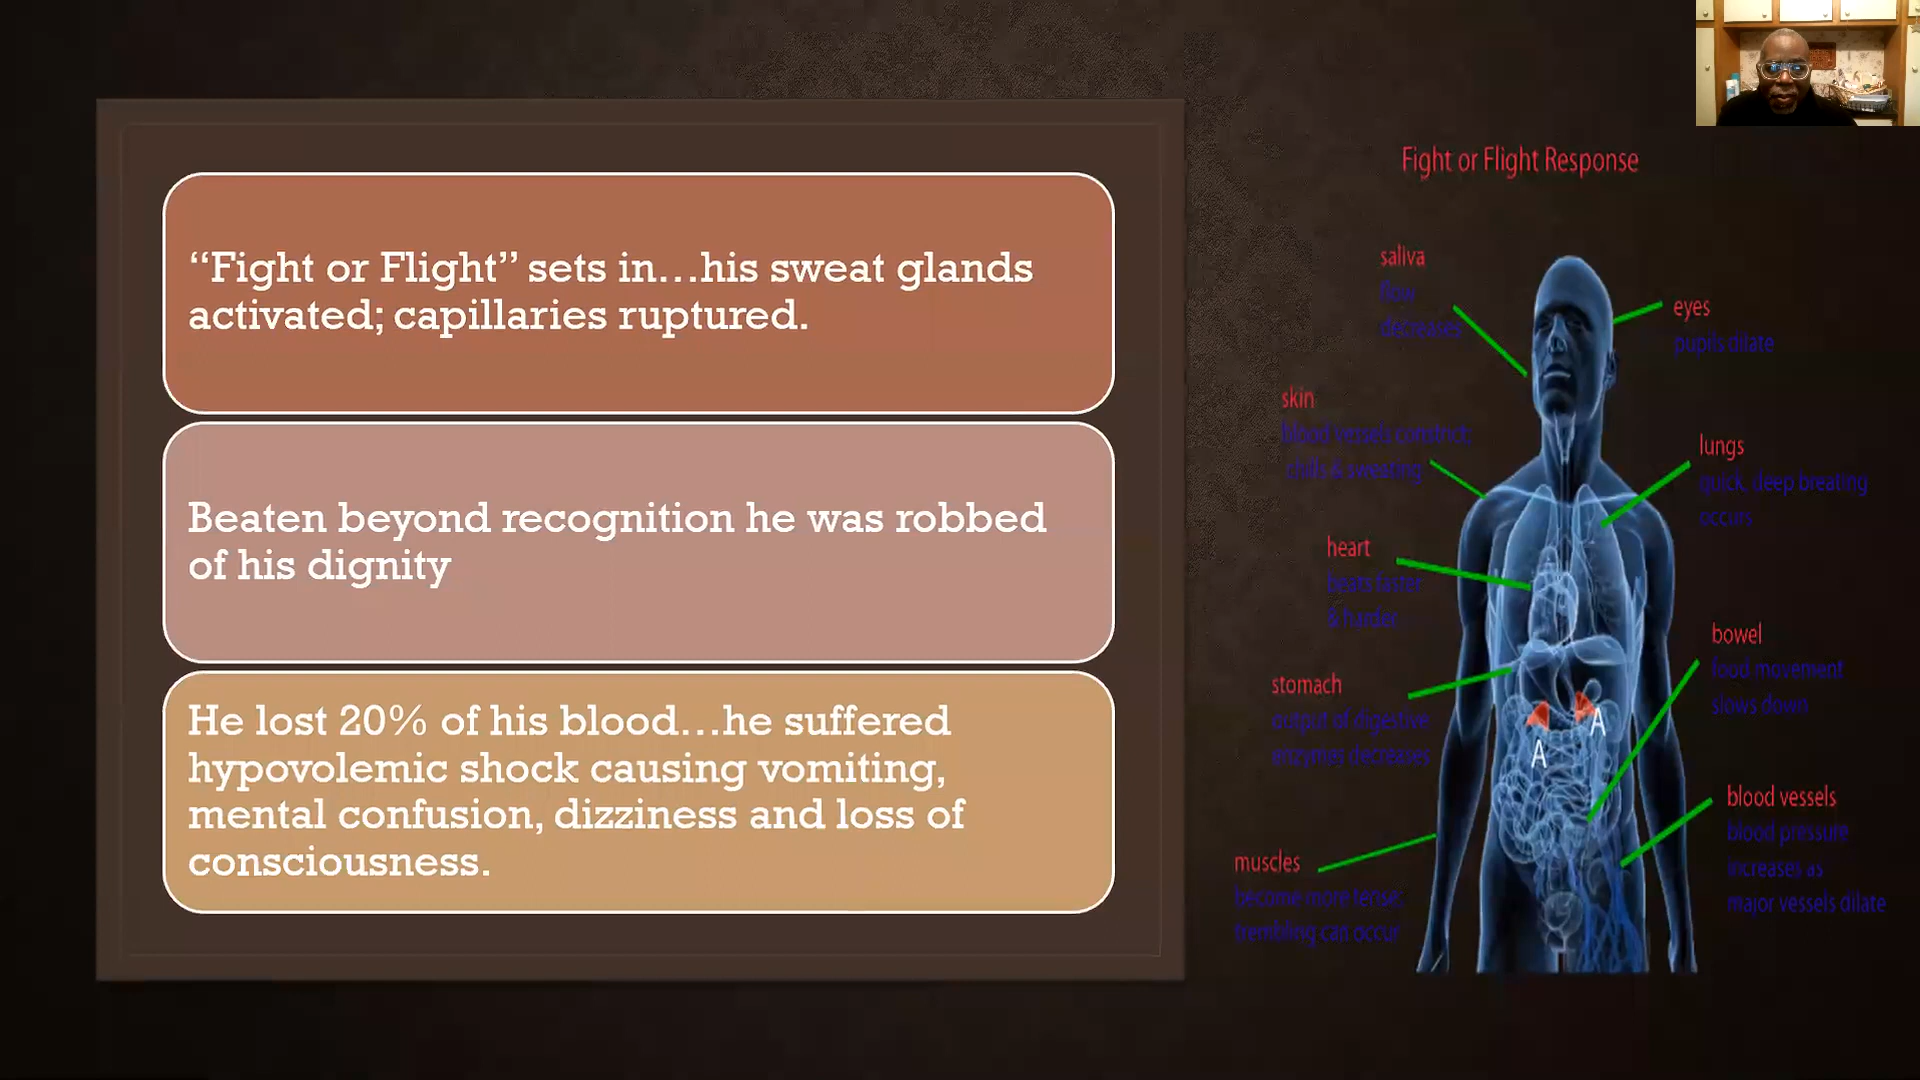 “Fight or Flight” sets in...his sweat glands
activated; capillaries ruptured.
Beaten beyond recognition he was robbed
of his dignity
He lost 20% of his blood...he suffered
hypovolemic shock causing vomiting,
mental confusion, dizziness and loss of
consciousness.
Fight or Flight Response
saliva
flow
decreases
eyes
pupils dilate
skin
blood vessels constrict;
chills & sweating
lungs
quick, deep breating
occurs
heart
beats faster
& harder
bowel
food movement
slows down
stomach
output of digestive
enzymes decreases
A
A
blood vessels
blood pressure
increases as
major vessels dilate
muscles
become more tense;
trembling can occur